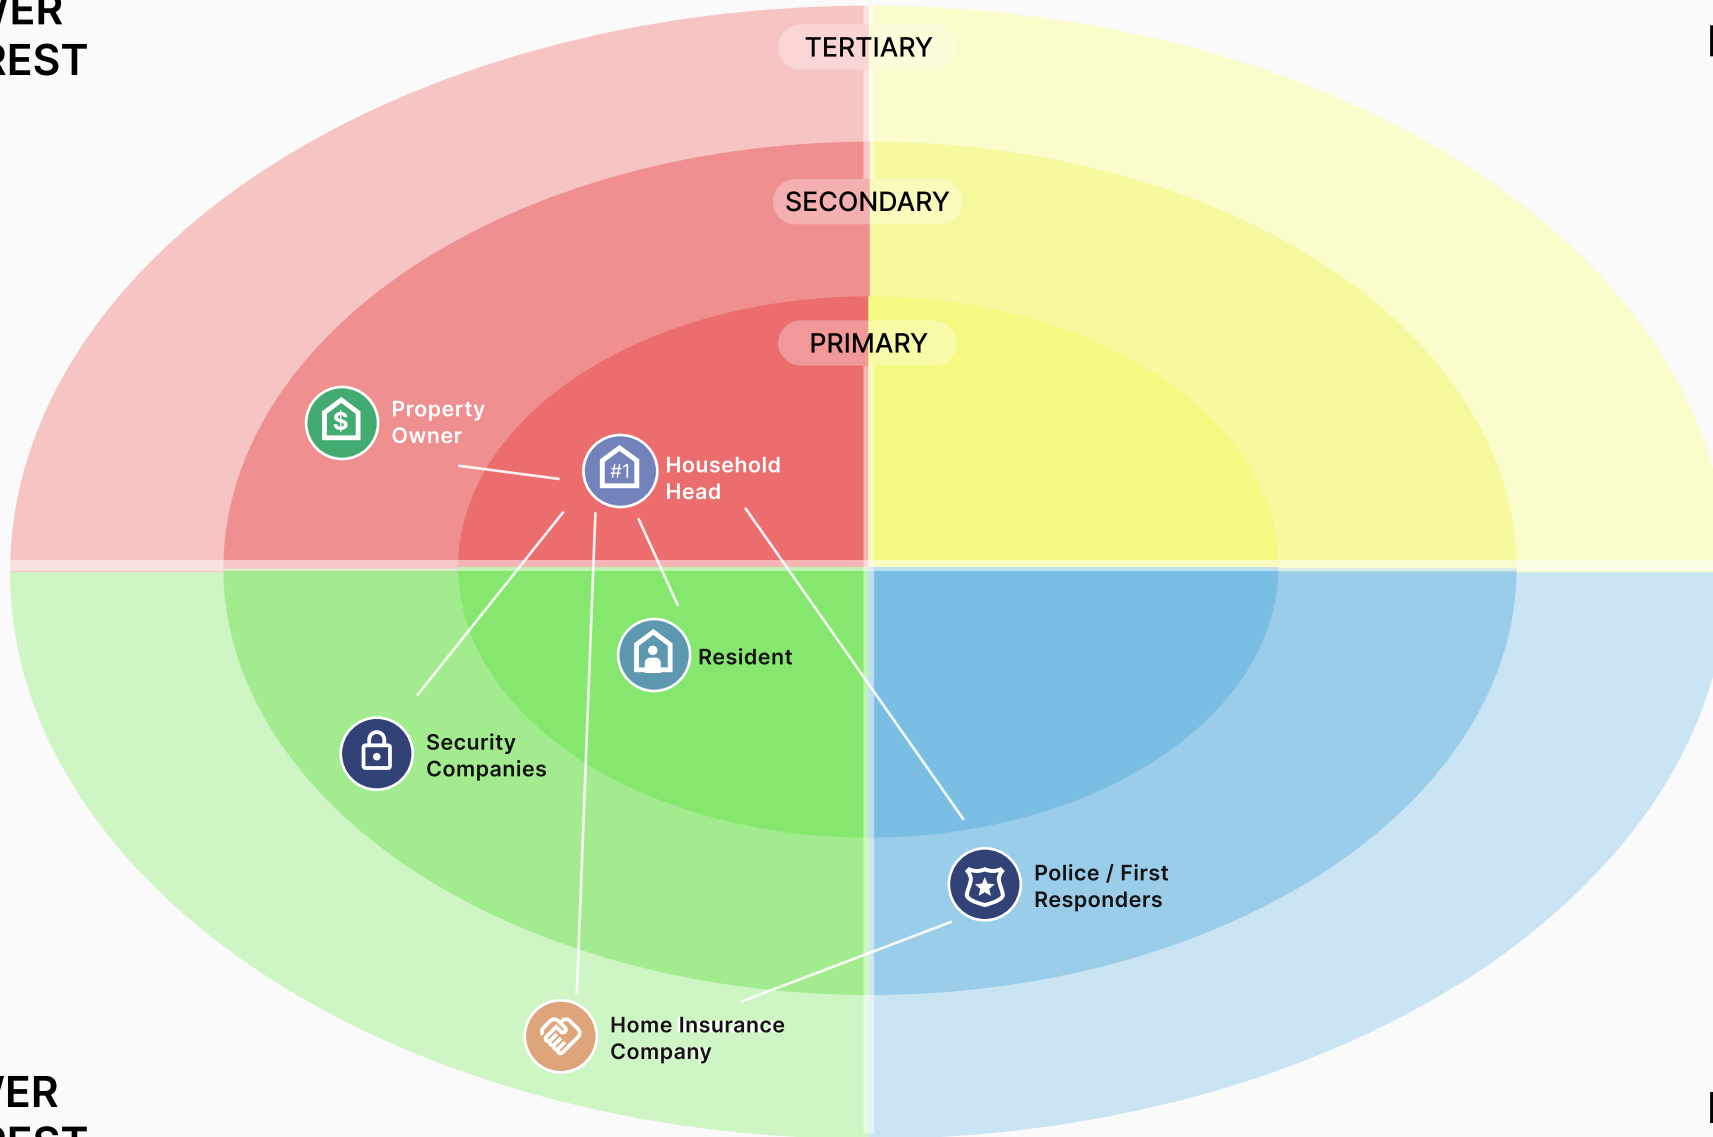 TERTIARY
SECONDARY
PRIMARY
$
Property
Owner
#1
Household
Head
Resident
Security
Companies
Police / First
Responders
Home Insurance
Company